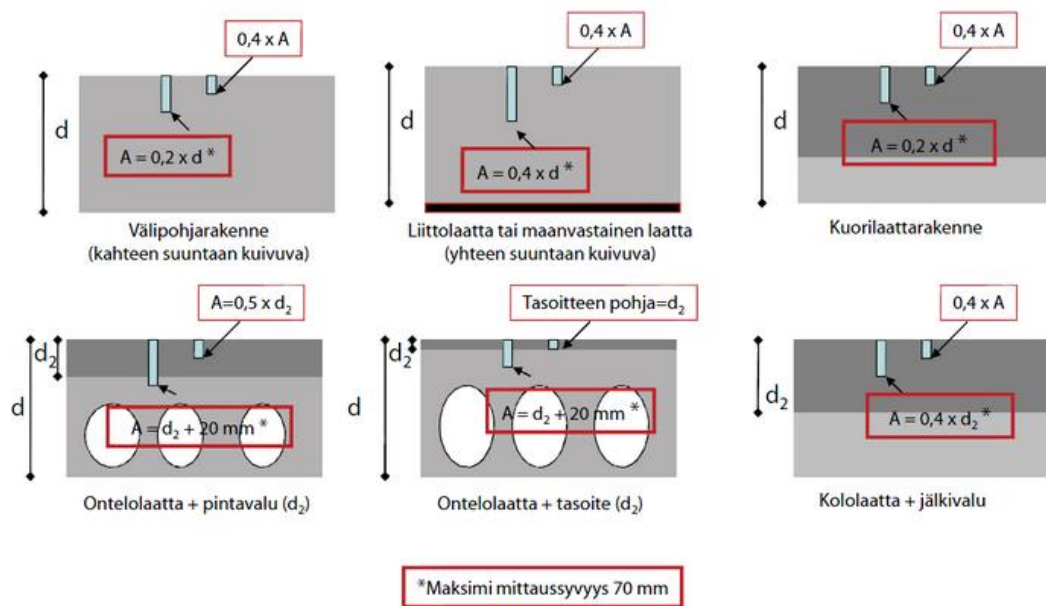 0,4 x A
d
A = 0,2 x d *
Välipohjarakenne
(kahteen suuntaan kuivuva)
0,4 x A
d
A = 0,4 x d *
Liittolaatta tai maanvastainen laatta
(yhteen suuntaan kuivuva)
0,4 x A
d
A = 0,2 x d *
Kuorilaattarakenne
A=0,5 x d₂
d₂
d
A = d₂ + 20 mm *
Ontelolaatta + pintavalu (d₂)
Tasoitteen pohja=d₂
d₂
d
A = d₂ + 20 mm *
Ontelolaatta + tasoite (d₂)
0,4 x A
d₂
A = 0,4 x d₂ *
Kololaatta + jälkivalu
*Maksimi mittaussyvyys 70 mm